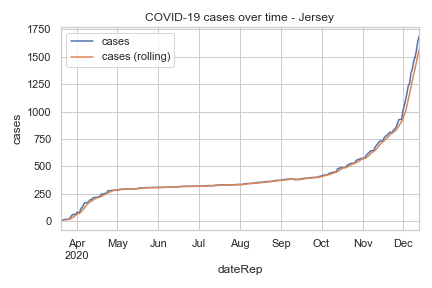 COVID-19 cases over time - Jersey
cases
cases (rolling)
1750
1500
1250
1000
750
500
250
0
cases
Apr May Jun Jul Aug Sep Oct Nov Dec
2020
dateRep